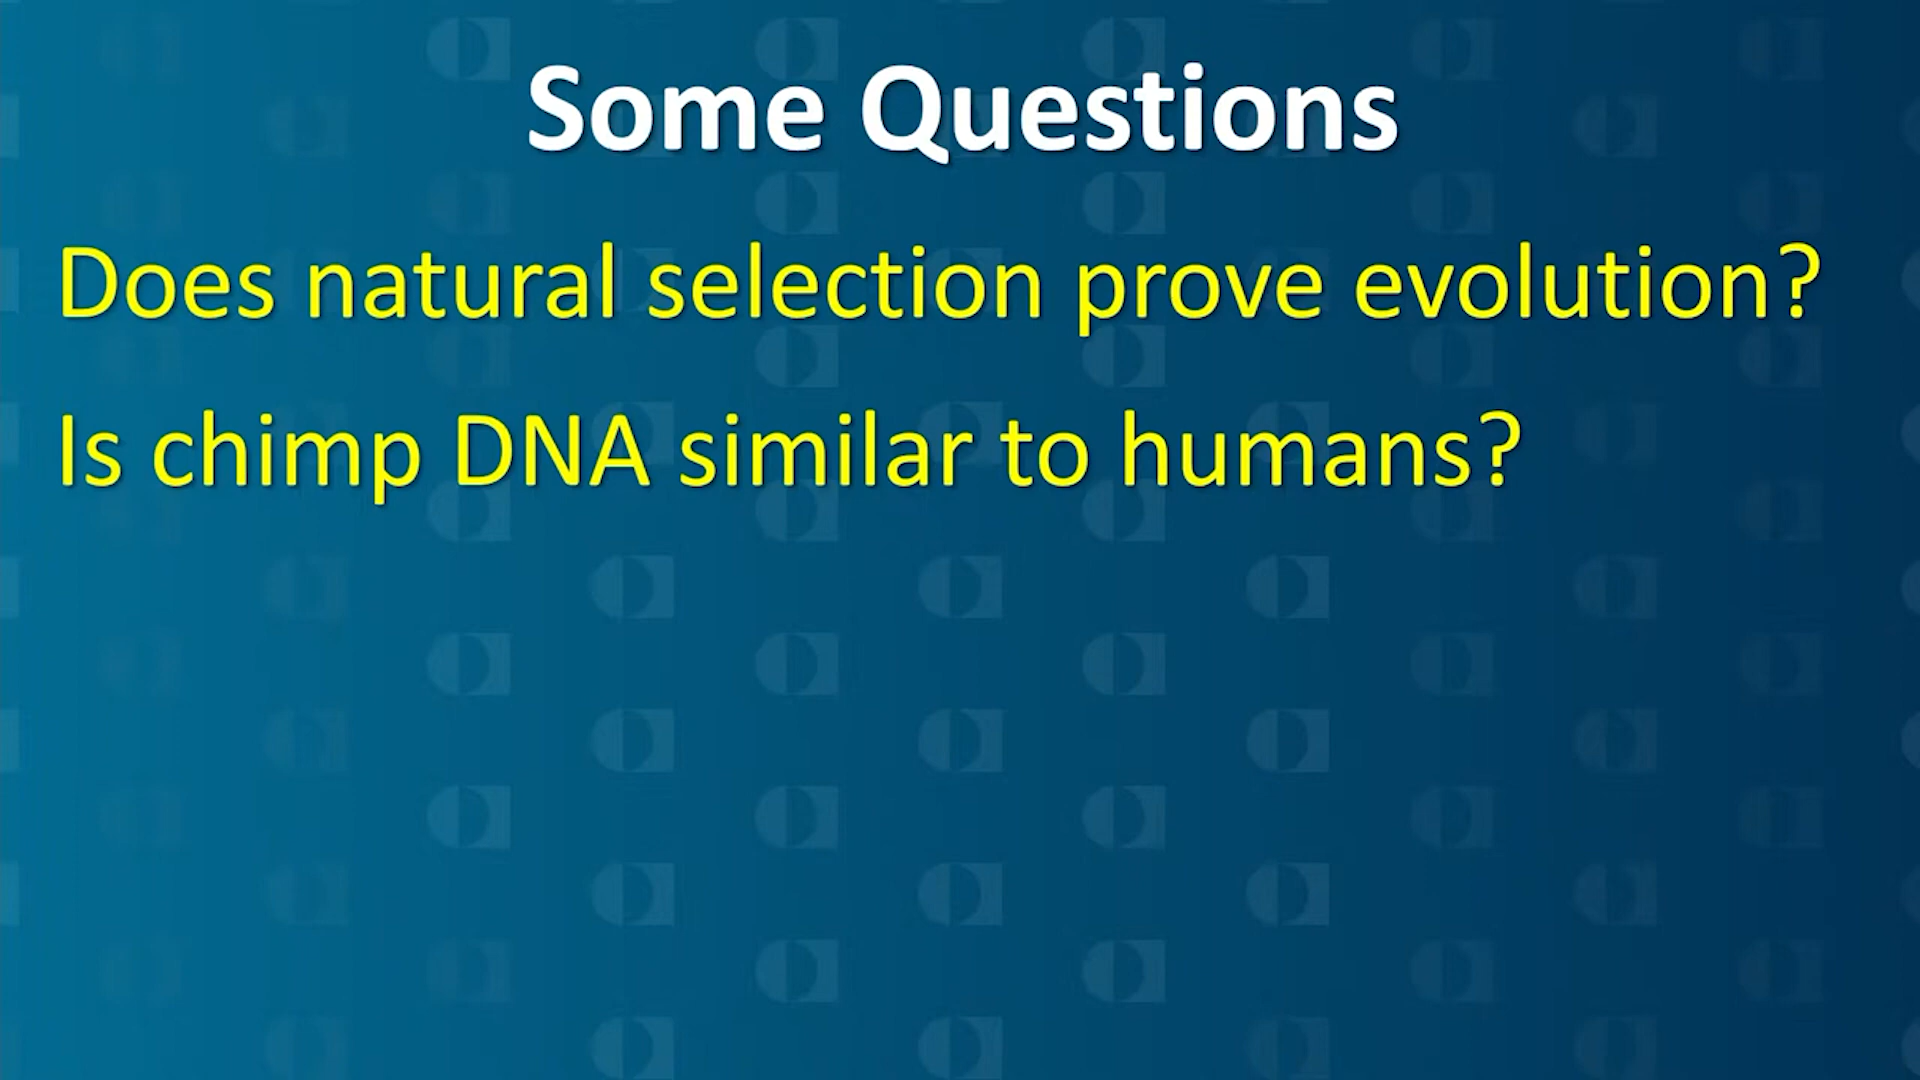 Some Questions
Does natural selection prove evolution?
Is chimp DNA similar to humans?